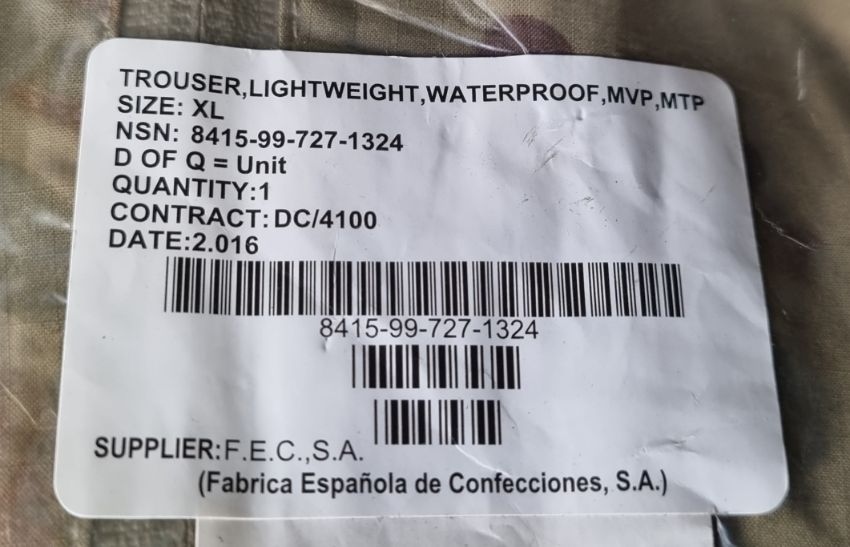 TROUSER,LIGHTWEIGHT,WATERPROOF,MVP,MTP
SIZE: XL
NSN: 8415-99-727-1324
D OF Q = Unit
QUANTITY:1
CONTRACT: DC/4100
DATE:2.016
8415-99-727-1324
SUPPLIER:F.E.C.,S.A.
(Fabrica Española de Confecciones, S.A.)